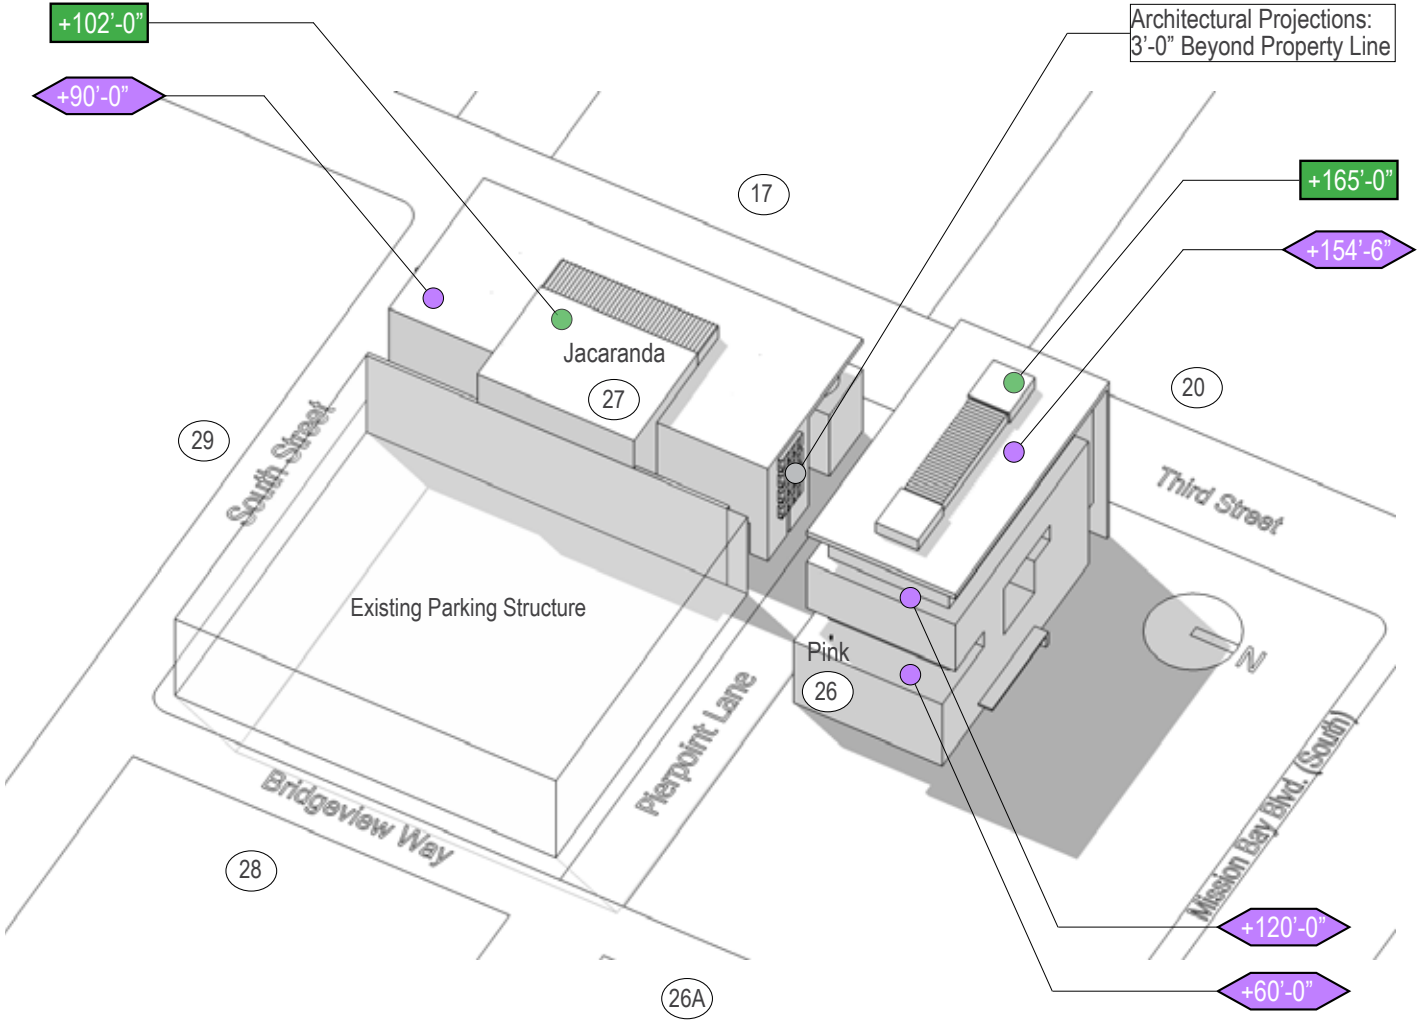 +102’-0”
Architectural Projections:
3’-0” Beyond Property Line
+90’-0”
17
+165’-0”
+154’-6”
Jacaranda
27
20
29
South Street
Third Street
Existing Parking Structure
Pink
26
N
Pierpoint Lane
Bridgeview Way
Mission Bay Blvd. (South)
28
+120’-0”
26A
+60’-0”